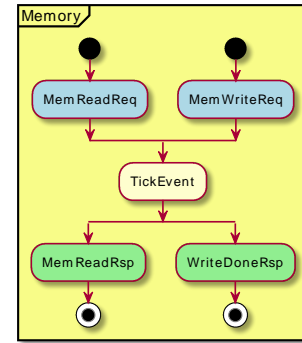 Memory
MemReadReq
MemWriteReq
TickEvent
MemReadRsp
WriteDoneRsp